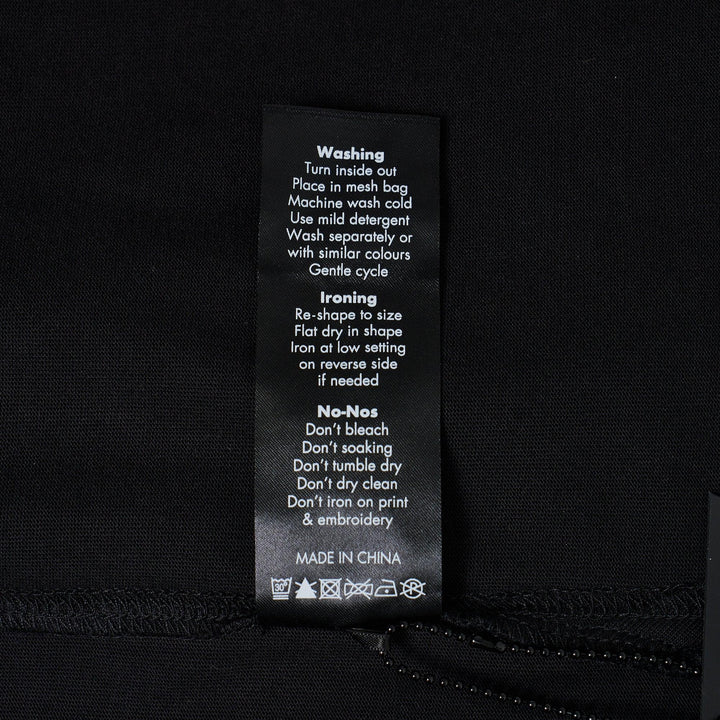 Washing
Turn inside out
Place in mesh bag
Machine wash cold
Use mild detergent
Wash separately or
with similar colours
Gentle cycle
Ironing
Re-shape to size
Flat dry in shape
Iron at low setting
on reverse side
if needed
No-Nos
Don't bleach
Don't soaking
Don't tumble dry
Don't dry clean
Don't iron on print
& embroidery
MADE IN CHINA
30°